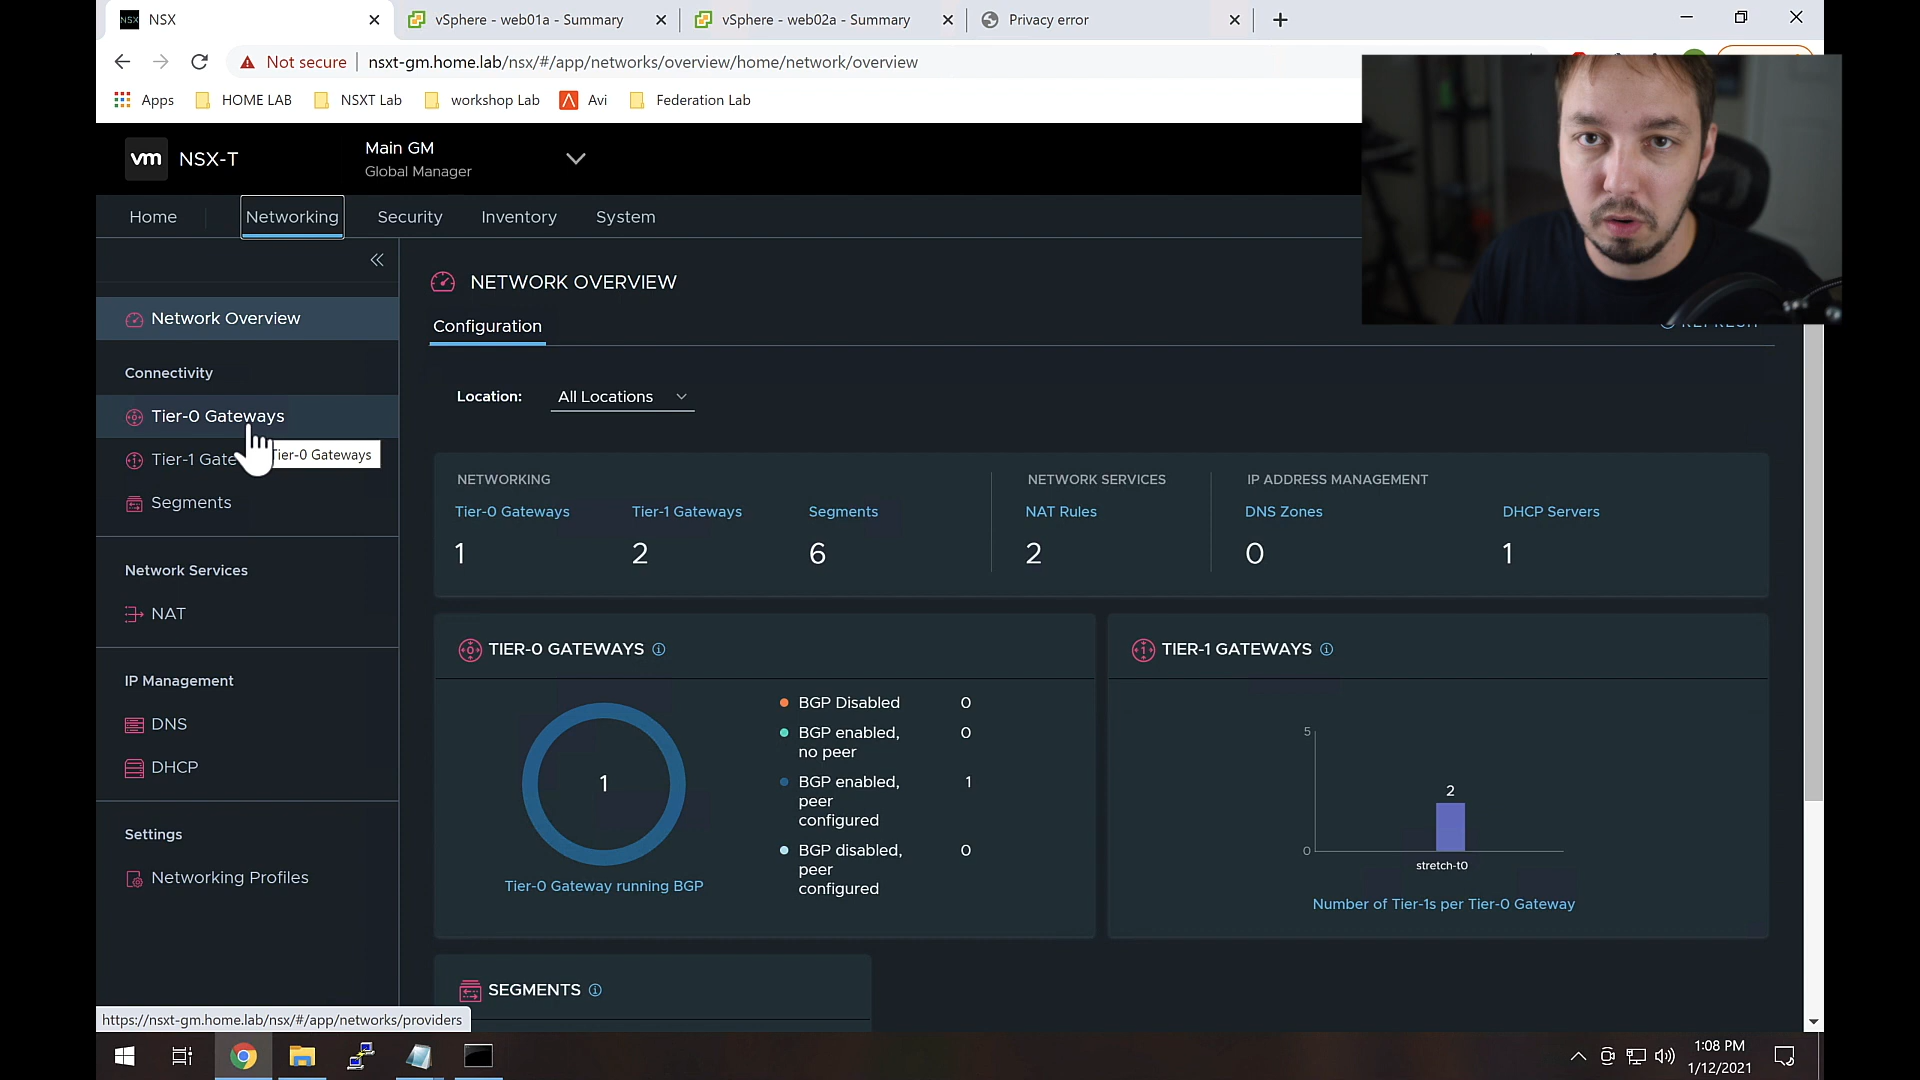 NSX
vSphere - web01a - Summary
vSphere - web02a - Summary
Privacy error
Not secure
nsxt-gm.home.lab/nsx/#/app/networks/overview/home/network/overview
Apps
HOME LAB
NSXT Lab
workshop Lab
Avi
Federation Lab
vm NSX-T
Main GM
Global Manager
Home
Networking
Security
Inventory
System
Network Overview
Connectivity
Tier-0 Gateways
Tier-1
Tier-0 Gateways
Segments
Network Services
NAT
IP Management
DNS
DHCP
Settings
Networking Profiles
NETWORK OVERVIEW
Configuration
REFRESH
Location: All Locations
NETWORKING
Tier-0 Gateways
1
Tier-1 Gateways
2
Segments
6
NETWORK SERVICES
NAT Rules
2
IP ADDRESS MANAGEMENT
DNS Zones
0
DHCP Servers
1
TIER-0 GATEWAYS
1
Tier-0 Gateway running BGP
BGP Disabled 0
BGP enabled, 0
no peer
BGP enabled, 1
peer
configured
BGP disabled, 0
peer
configured
TIER-1 GATEWAYS
5
2
0
stretch-t0
Number of Tier-1s per Tier-0 Gateway
SEGMENTS
https://nsxt-gm.home.lab/nsx/#/app/networks/providers
1:08 PM
1/12/2021